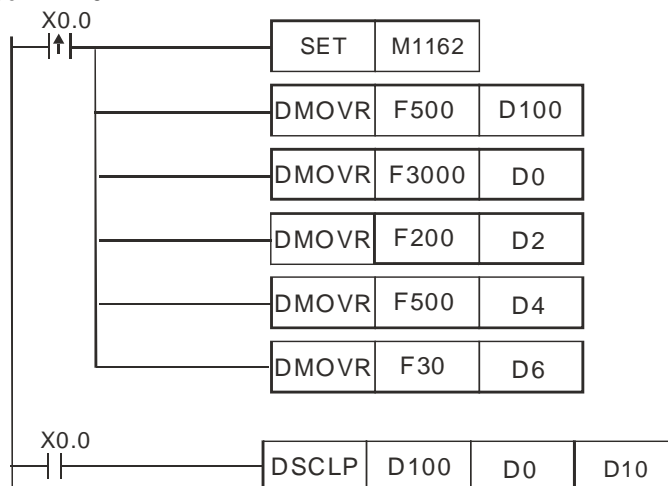 X0.0
SET M1162
DMOVR F500 D100
DMOVR F3000 D0
DMOVR F200 D2
DMOVR F500 D4
DMOVR F30 D6
X0.0
DSCLP D100 D0 D10